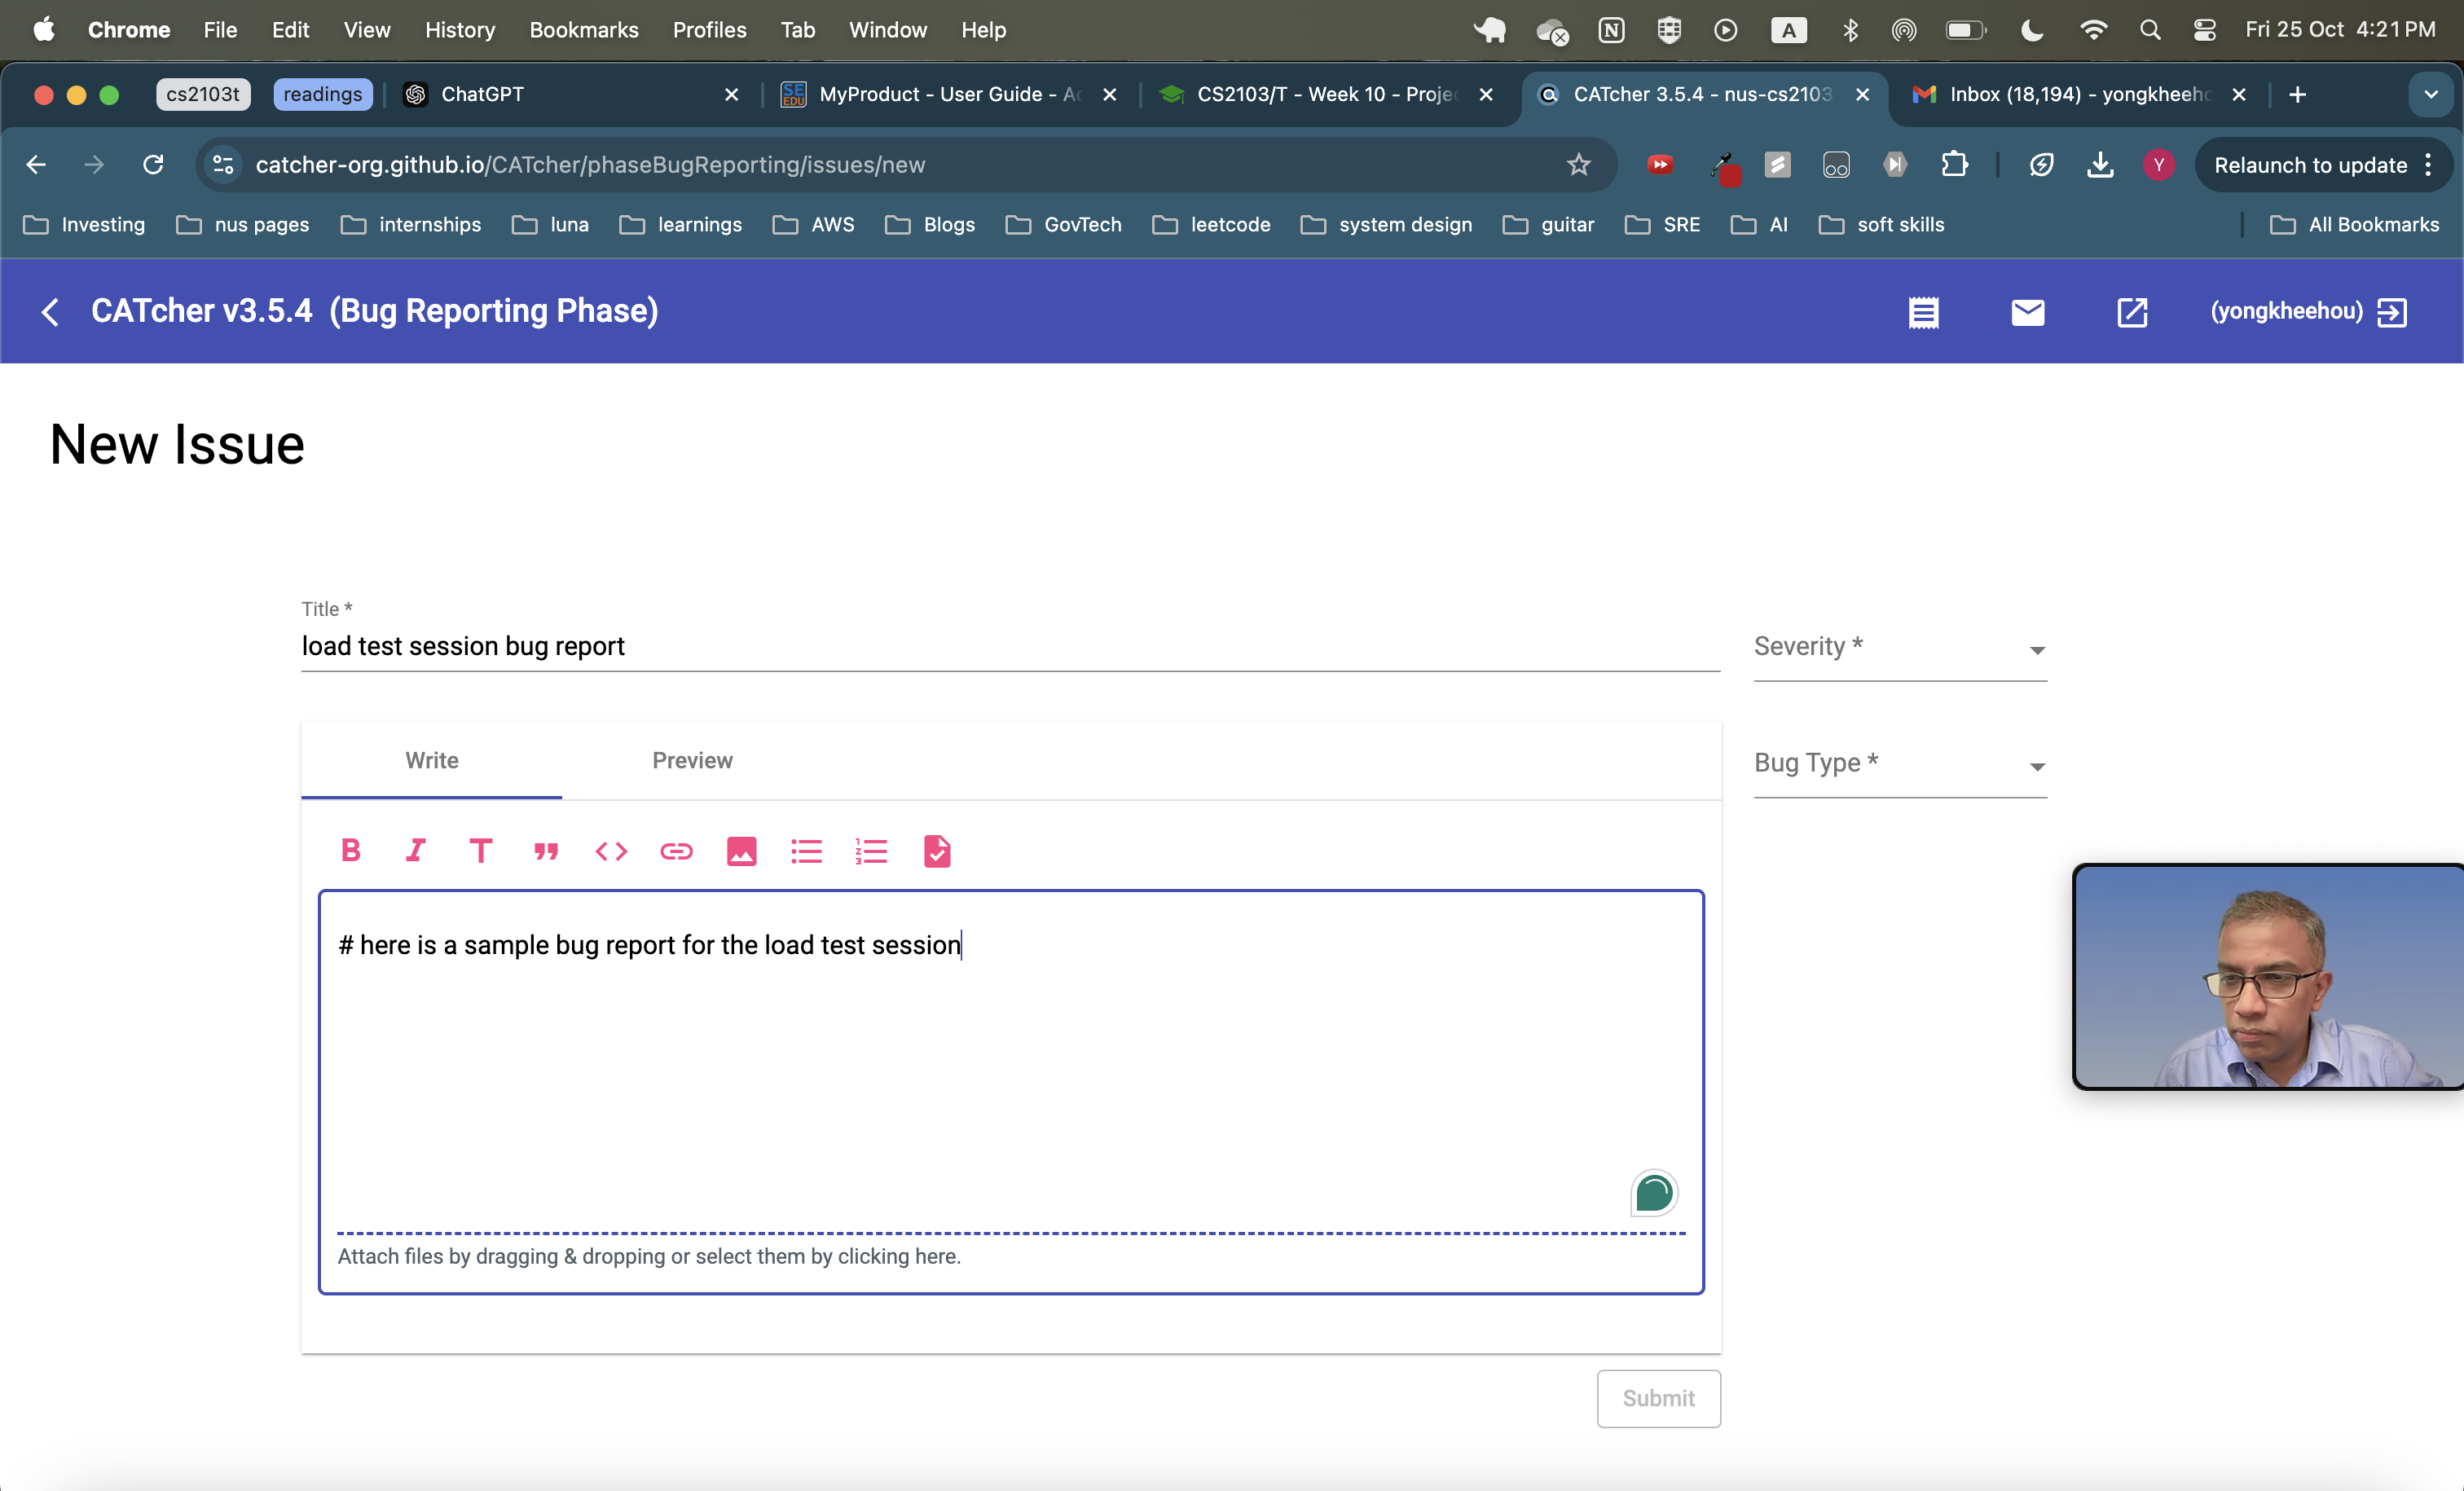 Chrome File Edit View History Bookmarks Profiles Tab Window Help A Fri 25 Oct 4:21 PM
cs2103t readings ChatGPT MyProduct - User Guide - Ac CS2103/T - Week 10 - Projec CATcher 3.5.4 - nus-cs2103 Inbox (18,194) - yongkheeho
catcher-org.github.io/CATcher/phaseBugReporting/issues/new Y Relaunch to update
Investing nus pages internships luna learnings AWS Blogs GovTech leetcode system design guitar SRE AI soft skills All Bookmarks
CATcher v3.5.4 (Bug Reporting Phase) (yongkheehou)
New Issue
Title *
load test session bug report
Severity *
Write Preview
Bug Type *
# here is a sample bug report for the load test session
Attach files by dragging & dropping or select them by clicking here.
Submit